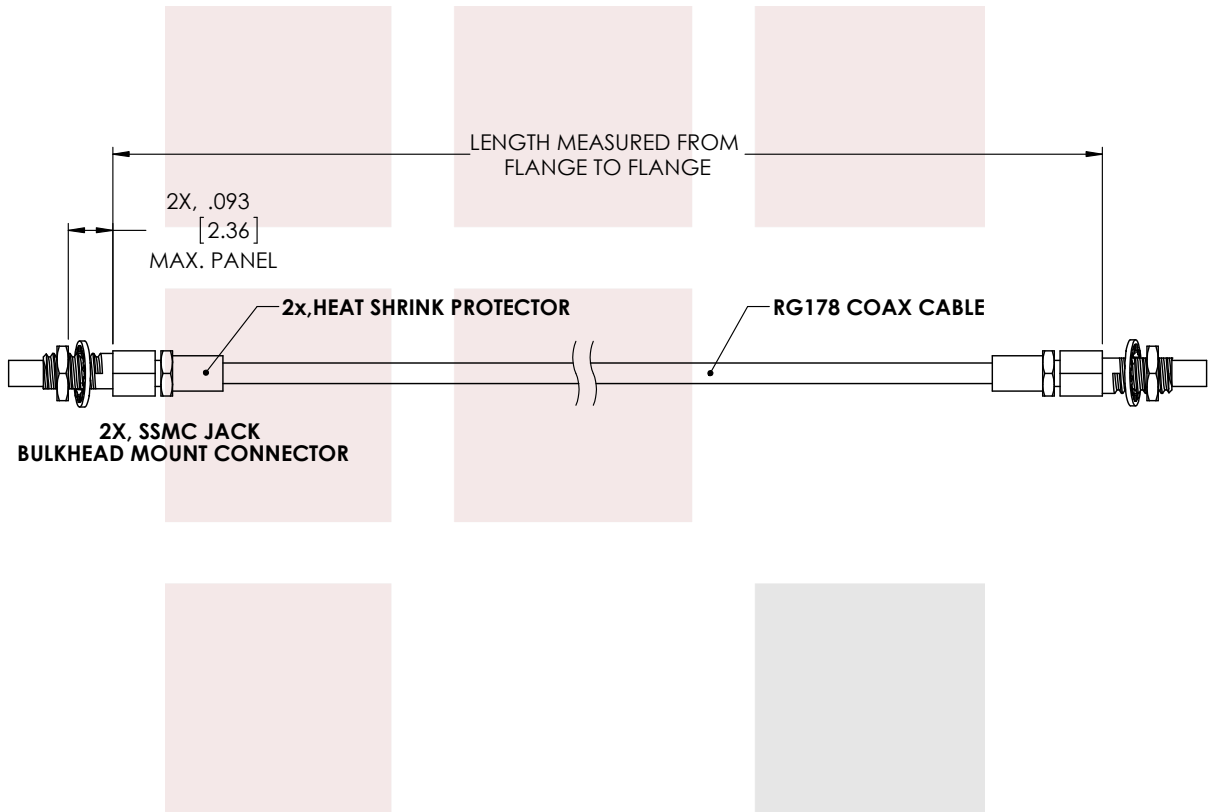 LENGTH MEASURED FROM
FLANGE TO FLANGE
2X, .093
[2.36]
MAX. PANEL
2x,HEAT SHRINK PROTECTOR
RG178 COAX CABLE
2X, SSMC JACK
BULKHEAD MOUNT CONNECTOR